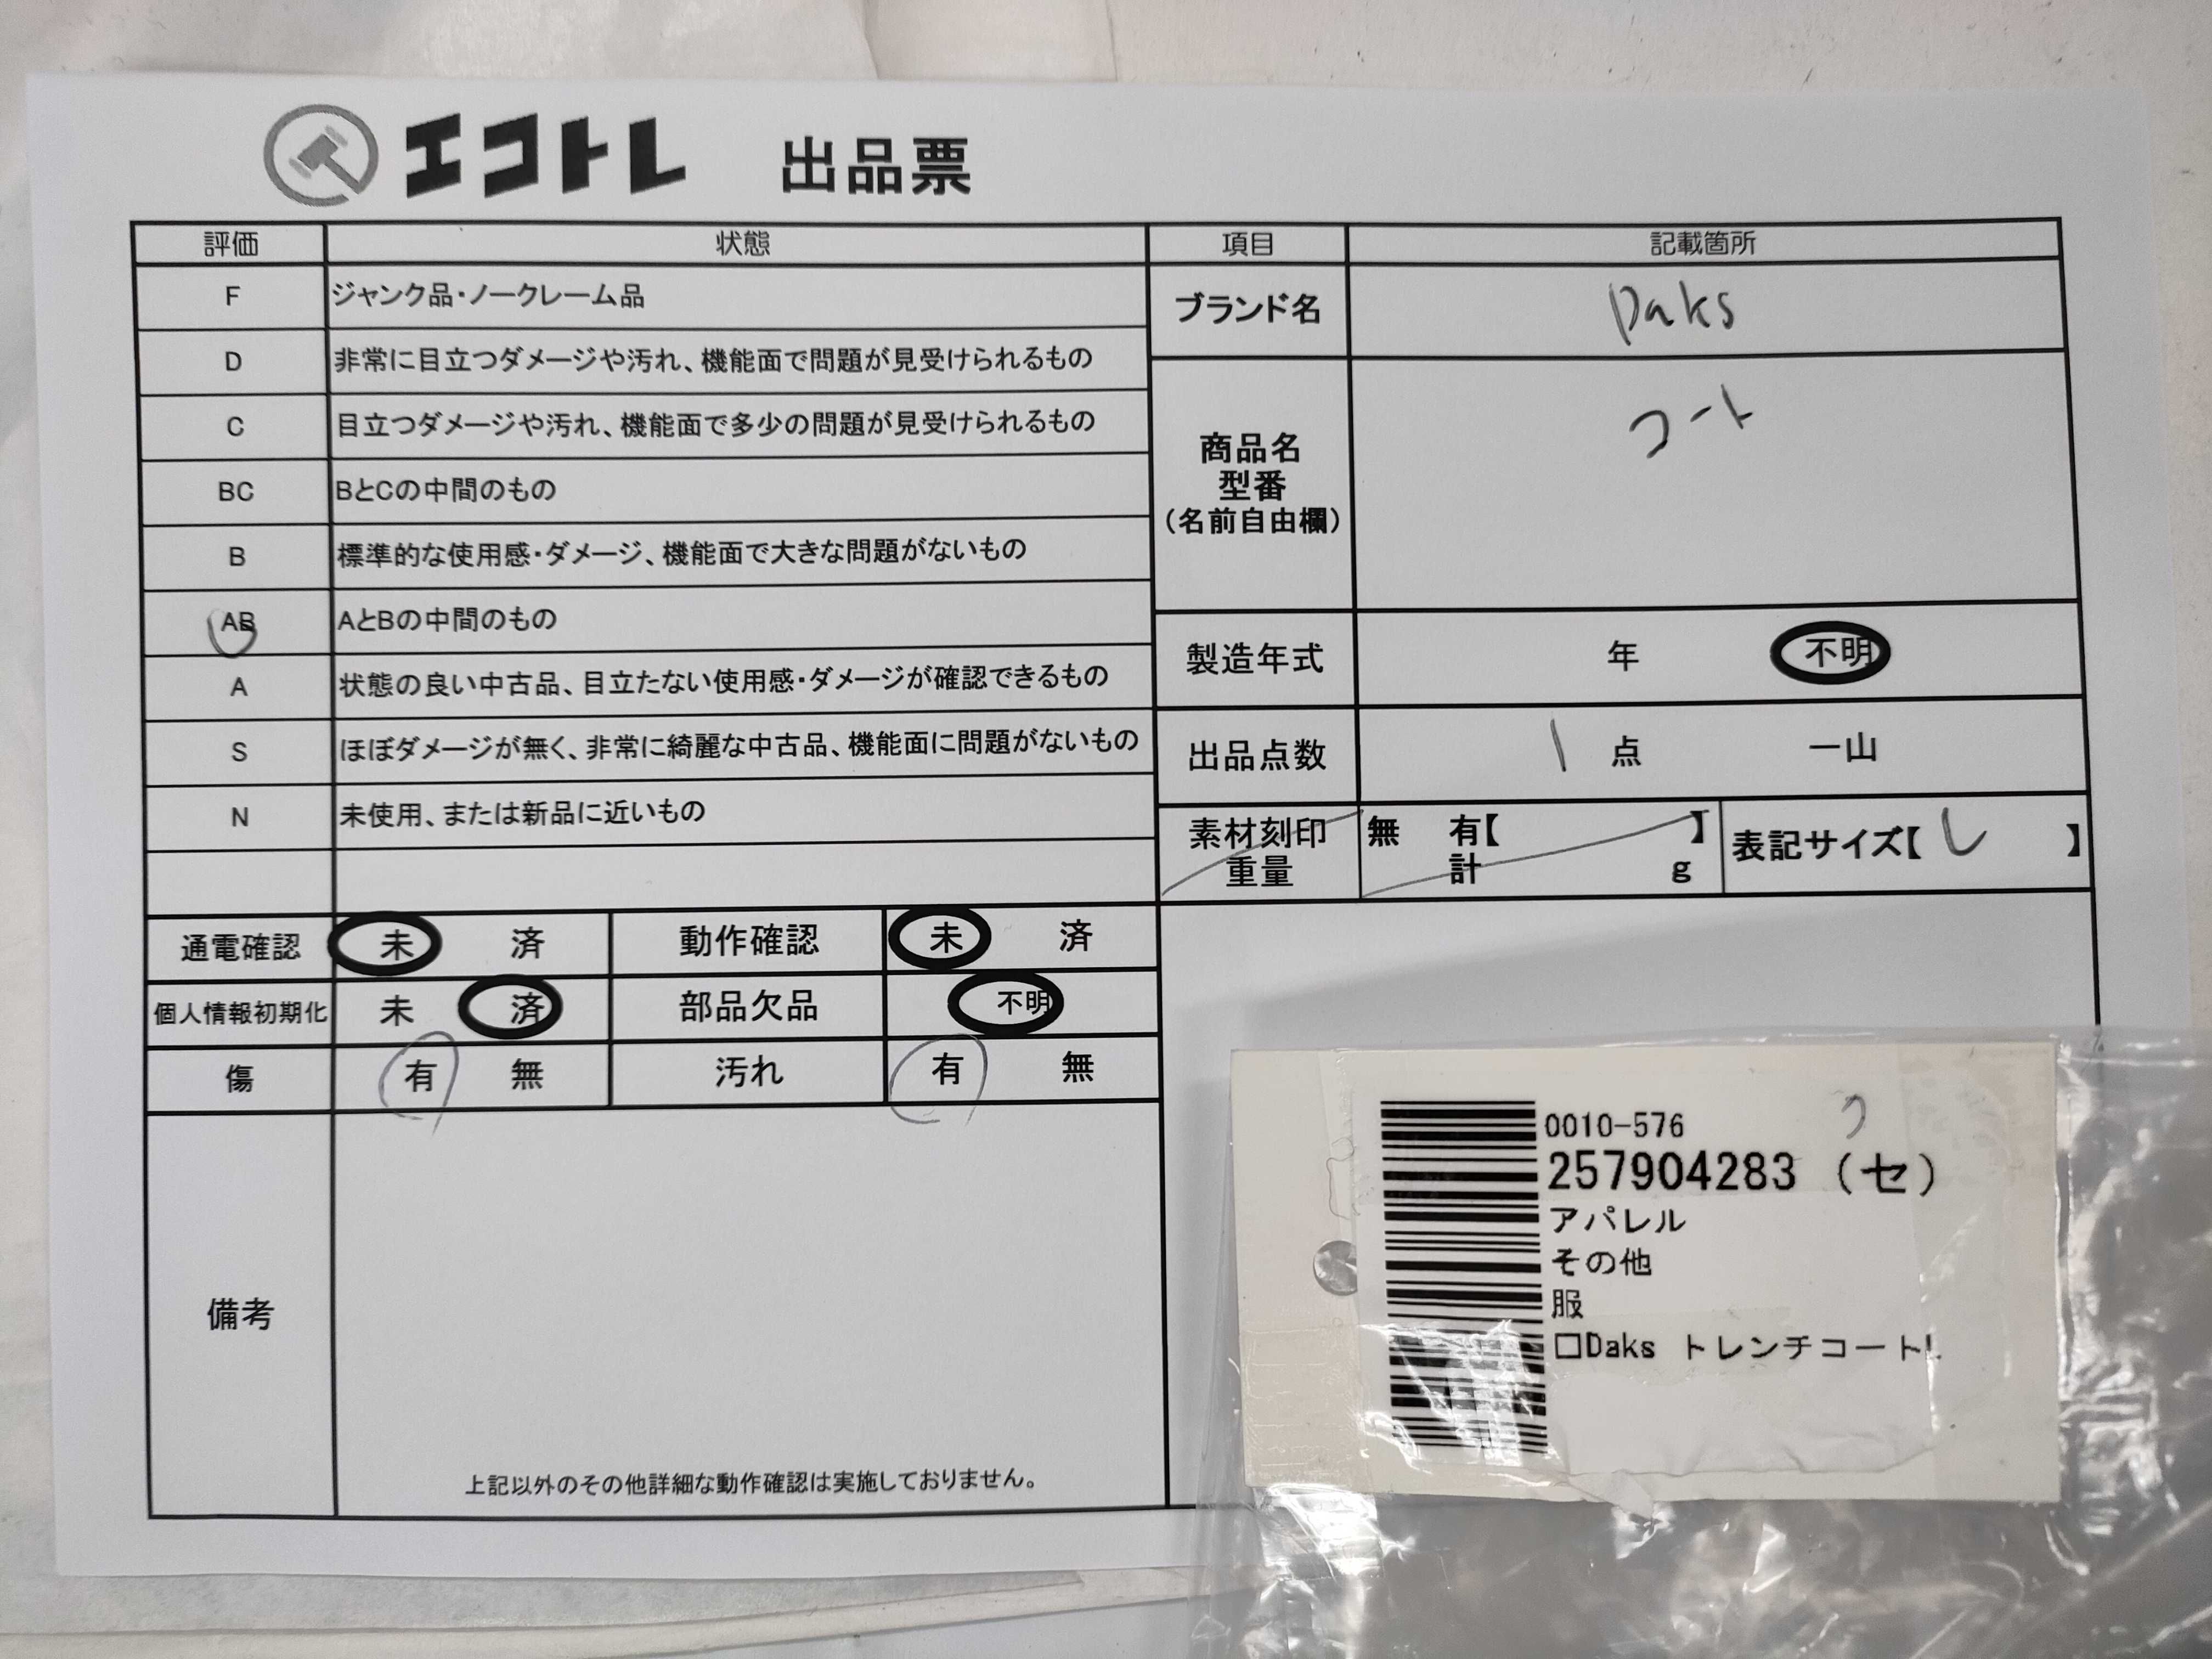 エコトレ 出品票
評価 状態
F ジャンク品・ノークレーム品
D 非常に目立つダメージや汚れ、機能面で問題が見受けられるもの
C 目立つダメージや汚れ、機能面で多少の問題が見受けられるもの
BC BとCの中間のもの
B 標準的な使用感・ダメージ、機能面で大きな問題がないもの
AB AとBの中間のもの
A 状態の良い中古品、目立たない使用感・ダメージが確認できるもの
S ほぼダメージが無く、非常に綺麗な中古品、機能面に問題がないもの
N 未使用、または新品に近いもの
項目 記載箇所
ブランド名 Daks
商品名
型番
(名前自由欄)
コート
製造年式 年 不明
出品点数 1 点 一山
素材刻印
重量
無 有【 】
計 g
表記サイズ【 L 】
通電確認 未 済 動作確認 未 済
個人情報初期化 未 済 部品欠品 不明
傷 有 無 汚れ 有 無
備考
上記以外のその他詳細な動作確認は実施しておりません。
0010-576
257904283 (セ)
アパレル
その他
服
□Daks トレンチコートL